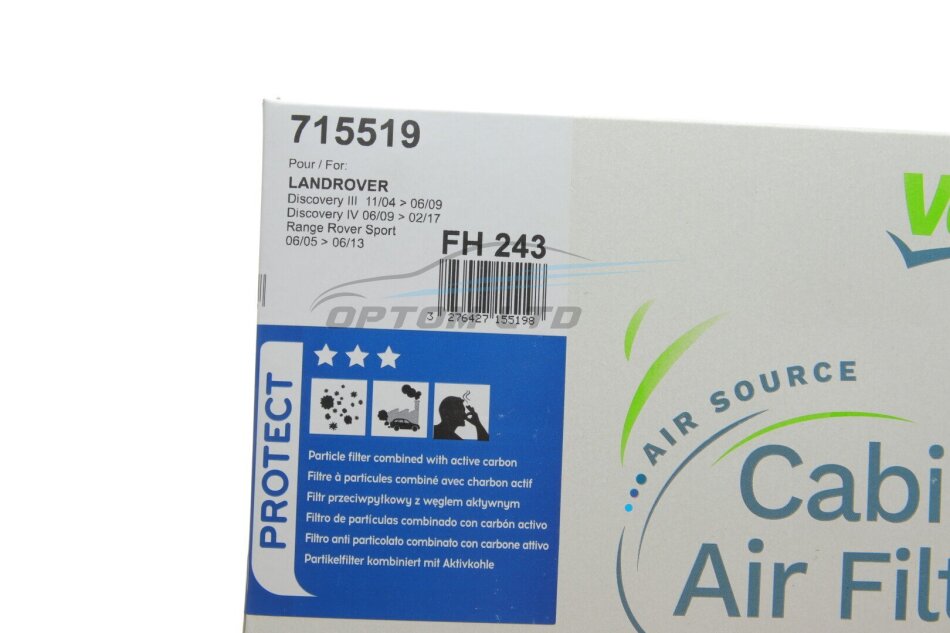 715519
Pour / For:
LANDROVER
Discovery III 11/04 > 06/09
Discovery IV 06/09 > 02/17
Range Rover Sport
06/05 > 06/13
FH 243
3 276427 155198
OPTOM LTD
PROTECT
Particle filter combined with active carbon
Filtre à particules combiné avec charbon actif
Filtr przeciwpyłkowy z węglem aktywnym
Filtro de partículas combinado con carbón activo
Filtro anti particolato combinato con carbone attivo
Partikelfilter kombiniert mit Aktivkohle
AIR SOURCE
Cabi
Air Filt